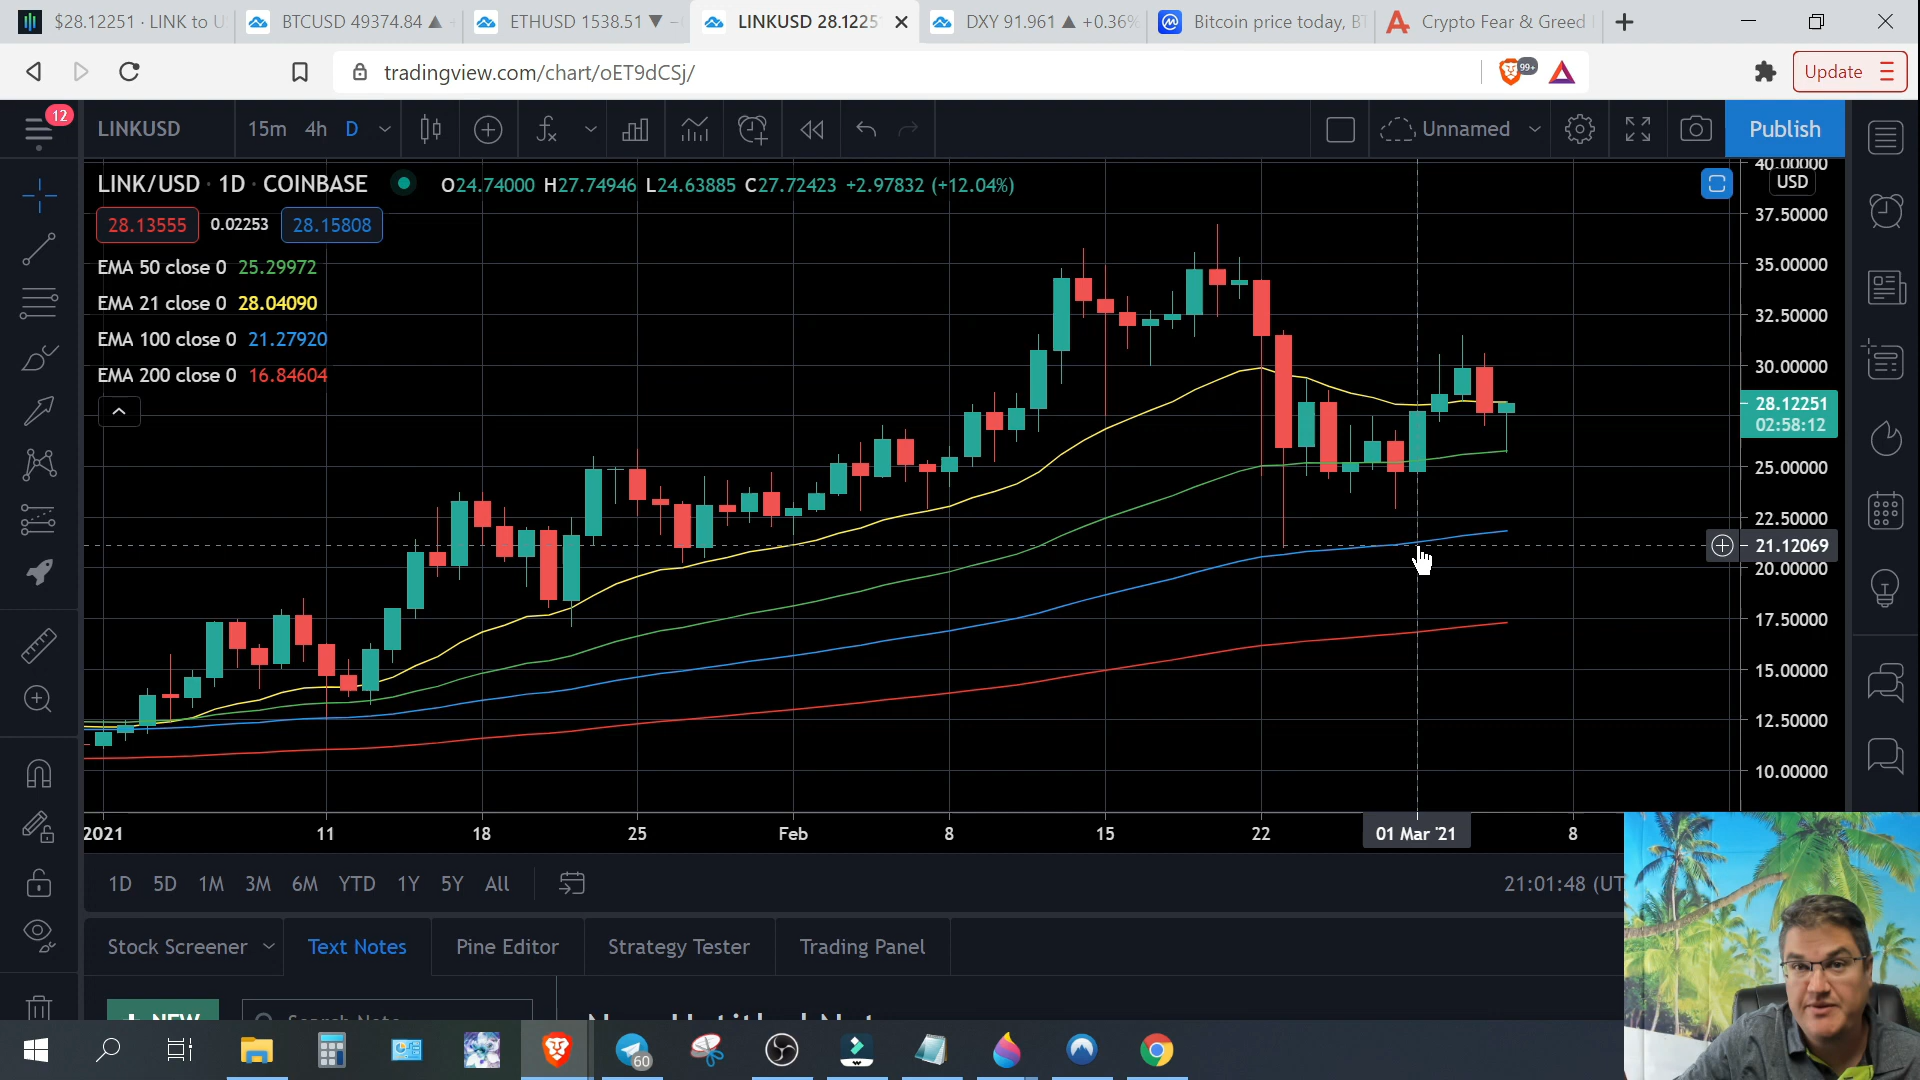 $28.12251 · LINK to U
BTCUSD 49374.84 ▲
ETHUSD 1538.51 ▼ −
LINKUSD 28.1225
DXY 91.961 ▲ +0.36%
Bitcoin price today, BT
Crypto Fear & Greed
tradingview.com/chart/oET9dCSj/
99+
Update
12
LINKUSD
15m 4h D
Unnamed
Publish
LINK/USD · 1D · COINBASE
O24.74000 H27.74946 L24.63885 C27.72423 +2.97832 (+12.04%)
28.13555 0.02253 28.15808
EMA 50 close 0 25.29972
EMA 21 close 0 28.04090
EMA 100 close 0 21.27920
EMA 200 close 0 16.84604
40.00000
USD
37.50000
35.00000
32.50000
30.00000
28.12251
02:58:12
25.00000
22.50000
21.12069
20.00000
17.50000
15.00000
12.50000
10.00000
2021 11 18 25 Feb 8 15 22 01 Mar '21 8
1D 5D 1M 3M 6M YTD 1Y 5Y All
21:01:48 (UT
Stock Screener Text Notes Pine Editor Strategy Tester Trading Panel
+ NEW
60